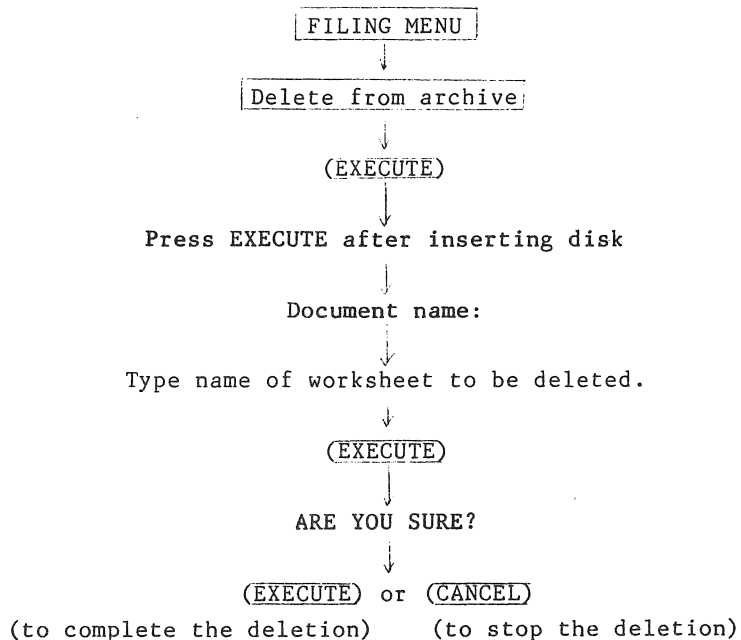 FILING MENU
Delete from archive
(EXECUTE)
Press EXECUTE after inserting disk
Document name:
Type name of worksheet to be deleted.
(EXECUTE)
ARE YOU SURE?
(EXECUTE) or (CANCEL)
(to complete the deletion) (to stop the deletion)